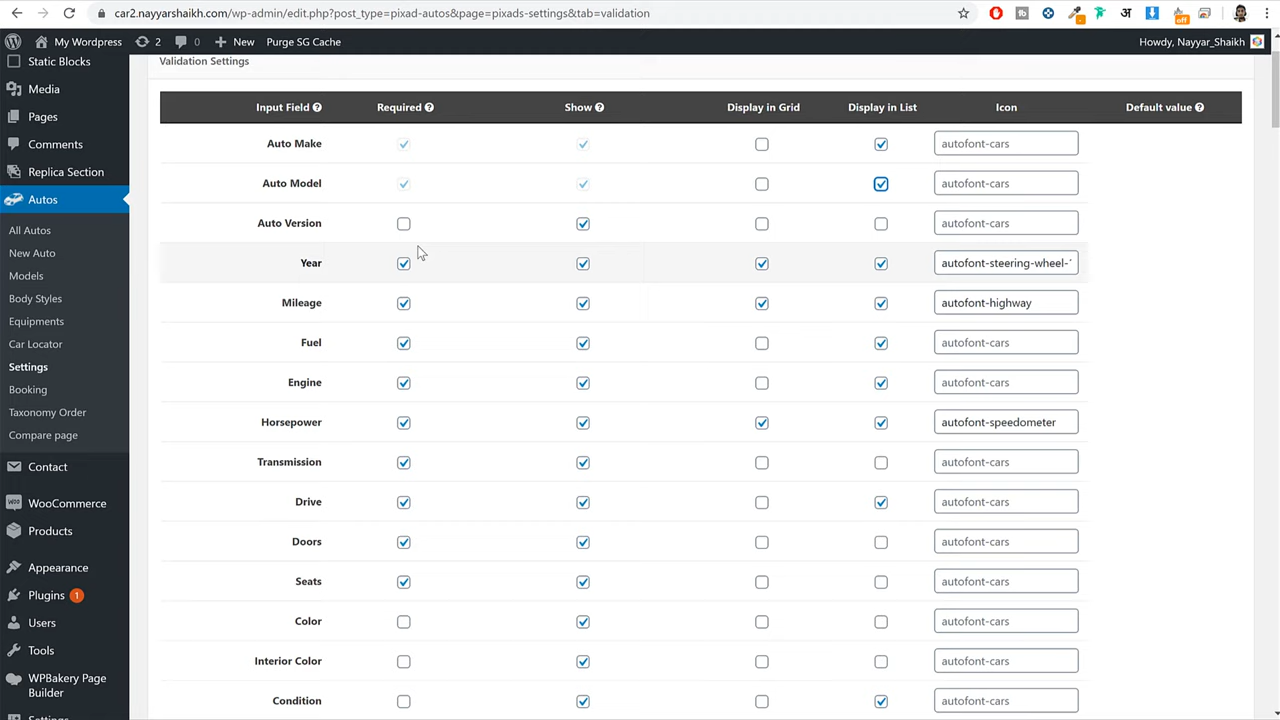 car2.nayyarshaikh.com/wp-admin/edit.php?post_type=pixad-autos&page=pixads-settings&tab=validation
अ
off
My Wordpress
2
0
New
Purge SG Cache
Howdy, Nayyar_Shaikh
Static Blocks
Media
Pages
Comments
Replica Section
Autos
All Autos
New Auto
Models
Body Styles
Equipments
Car Locator
Settings
Booking
Taxonomy Order
Compare page
Contact
WooCommerce
Products
Appearance
Plugins 1
Users
Tools
WPBakery Page
Builder
Settings
Validation Settings
Input Field Required Show Display in Grid Display in List Icon Default value
Auto Make autofont-cars
Auto Model autofont-cars
Auto Version autofont-cars
Year autofont-steering-wheel-
Mileage autofont-highway
Fuel autofont-cars
Engine autofont-cars
Horsepower autofont-speedometer
Transmission autofont-cars
Drive autofont-cars
Doors autofont-cars
Seats autofont-cars
Color autofont-cars
Interior Color autofont-cars
Condition autofont-cars